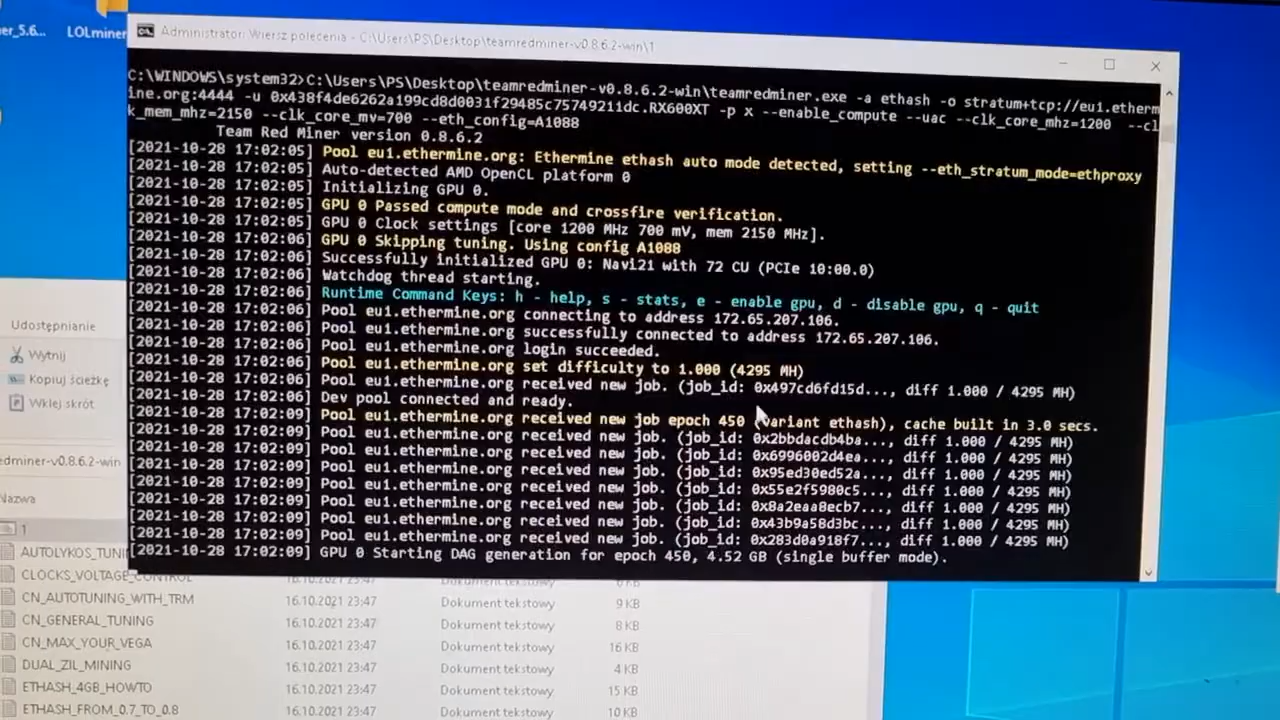 er_5.6...
LOLminer
Administrator: Wiersz polecenia - C:\Users\PS\Desktop\teamredminer-v0.8.6.2-win\1
C:\WINDOWS\system32>C:\Users\PS\Desktop\teamredminer-v0.8.6.2-win\teamredminer.exe -a ethash -o stratum+tcp://eu1.etherm
ine.org:4444 -u 0x438f4de6262a199cd8d0031f29485c75749211dc.RX600XT -p x --enable_compute --uac --clk_core_mhz=1200 --cl
k_mem_mhz=2150 --clk_core_mv=700 --eth_config=A1088
Team Red Miner version 0.8.6.2
[2021-10-28 17:02:05] Pool eu1.ethermine.org: Ethermine ethash auto mode detected, setting --eth_stratum_mode=ethproxy
[2021-10-28 17:02:05] Auto-detected AMD OpenCL platform 0
[2021-10-28 17:02:05] Initializing GPU 0.
[2021-10-28 17:02:05] GPU 0 Passed compute mode and crossfire verification.
[2021-10-28 17:02:05] GPU 0 Clock settings [core 1200 MHz 700 mV, mem 2150 MHz].
[2021-10-28 17:02:06] GPU 0 Skipping tuning. Using config A1088
[2021-10-28 17:02:06] Successfully initialized GPU 0: Navi21 with 72 CU (PCIe 10:00.0)
[2021-10-28 17:02:06] Watchdog thread starting.
[2021-10-28 17:02:06] Runtime Command Keys: h - help, s - stats, e - enable gpu, d - disable gpu, q - quit
[2021-10-28 17:02:06] Pool eu1.ethermine.org connecting to address 172.65.207.106.
[2021-10-28 17:02:06] Pool eu1.ethermine.org successfully connected to address 172.65.207.106.
[2021-10-28 17:02:06] Pool eu1.ethermine.org login succeeded.
[2021-10-28 17:02:06] Pool eu1.ethermine.org set difficulty to 1.000 (4295 MH)
[2021-10-28 17:02:06] Pool eu1.ethermine.org received new job. (job_id: 0x497cd6fd15d..., diff 1.000 / 4295 MH)
[2021-10-28 17:02:06] Dev pool connected and ready.
[2021-10-28 17:02:09] Pool eu1.ethermine.org received new job epoch 450 (variant ethash), cache built in 3.0 secs.
[2021-10-28 17:02:09] Pool eu1.ethermine.org received new job. (job_id: 0x2bbdacdb4ba..., diff 1.000 / 4295 MH)
[2021-10-28 17:02:09] Pool eu1.ethermine.org received new job. (job_id: 0x6996002d4ea..., diff 1.000 / 4295 MH)
[2021-10-28 17:02:09] Pool eu1.ethermine.org received new job. (job_id: 0x95ed30ed52a..., diff 1.000 / 4295 MH)
[2021-10-28 17:02:09] Pool eu1.ethermine.org received new job. (job_id: 0x55e2f5980c5..., diff 1.000 / 4295 MH)
[2021-10-28 17:02:09] Pool eu1.ethermine.org received new job. (job_id: 0x8a2eaa8ecb7..., diff 1.000 / 4295 MH)
[2021-10-28 17:02:09] Pool eu1.ethermine.org received new job. (job_id: 0x43b9a58d3bc..., diff 1.000 / 4295 MH)
[2021-10-28 17:02:09] Pool eu1.ethermine.org received new job. (job_id: 0x283d0a918f7..., diff 1.000 / 4295 MH)
[2021-10-28 17:02:09] GPU 0 Starting DAG generation for epoch 450, 4.52 GB (single buffer mode).
Udostępnianie
Wytnij
Kopiuj ścieżkę
Wklej skrót
edminer-v0.8.6.2-win
Nazwa
1
AUTOLYKOS_TUNI
CLOCKS_VOLTAGE_CONTROL 16.10.2021 23:47 Dokument tekstowy 6 KB
CN_AUTOTUNING_WITH_TRM 16.10.2021 23:47 Dokument tekstowy 9 KB
CN_GENERAL_TUNING 16.10.2021 23:47 Dokument tekstowy 8 KB
CN_MAX_YOUR_VEGA 16.10.2021 23:47 Dokument tekstowy 16 KB
DUAL_ZIL_MINING 16.10.2021 23:47 Dokument tekstowy 4 KB
ETHASH_4GB_HOWTO 16.10.2021 23:47 Dokument tekstowy 15 KB
ETHASH_FROM_0.7_TO_0.8 16.10.2021 23:47 Dokument tekstowy 10 KB